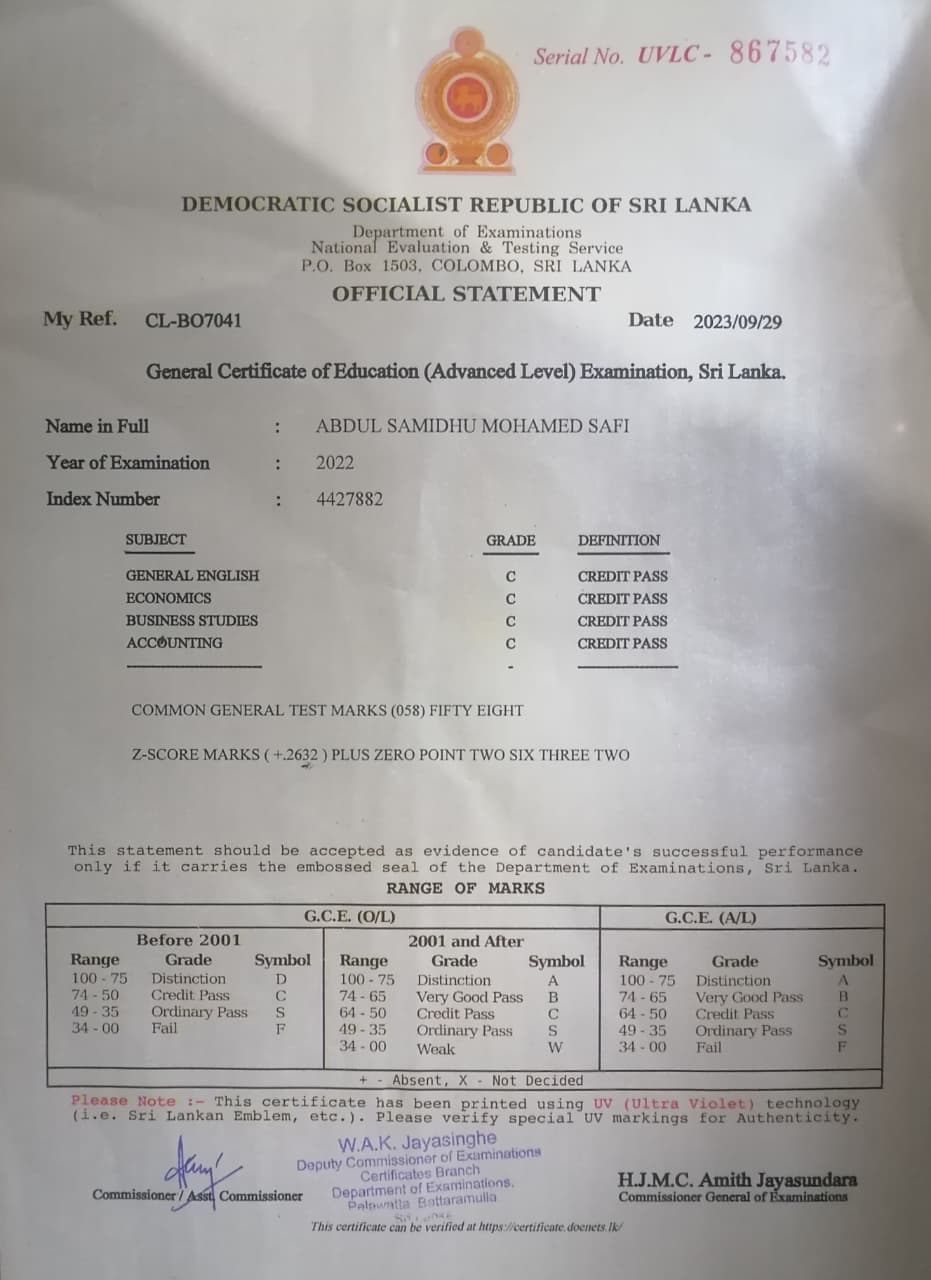 Serial No. UVLC - 867582
DEMOCRATIC SOCIALIST REPUBLIC OF SRI LANKA
Department of Examinations
National Evaluation & Testing Service
P.O. Box 1503, COLOMBO, SRI LANKA
OFFICIAL STATEMENT
My Ref. CL-BO7041 Date 2023/09/29
General Certificate of Education (Advanced Level) Examination, Sri Lanka.
Name in Full : ABDUL SAMIDHU MOHAMED SAFI
Year of Examination : 2022
Index Number : 4427882
SUBJECT GRADE DEFINITION
GENERAL ENGLISH C CREDIT PASS
ECONOMICS C CREDIT PASS
BUSINESS STUDIES C CREDIT PASS
ACCOUNTING C CREDIT PASS
-
COMMON GENERAL TEST MARKS (058) FIFTY EIGHT
Z-SCORE MARKS ( +.2632 ) PLUS ZERO POINT TWO SIX THREE TWO
This statement should be accepted as evidence of candidate's successful performance
only if it carries the embossed seal of the Department of Examinations, Sri Lanka.
RANGE OF MARKS
G.C.E. (O/L) G.C.E. (A/L)
Before 2001 2001 and After
Range Grade Symbol Range Grade Symbol Range Grade Symbol
100 - 75 Distinction D 100 - 75 Distinction A 100 - 75 Distinction A
74 - 50 Credit Pass C 74 - 65 Very Good Pass B 74 - 65 Very Good Pass B
49 - 35 Ordinary Pass S 64 - 50 Credit Pass C 64 - 50 Credit Pass C
34 - 00 Fail F 49 - 35 Ordinary Pass S 49 - 35 Ordinary Pass S
34 - 00 Weak W 34 - 00 Fail F
+ - Absent, X - Not Decided
Please Note :- This certificate has been printed using UV (Ultra Violet) technology
(i.e. Sri Lankan Emblem, etc.). Please verify special UV markings for Authenticity.
W.A.K. Jayasinghe
Deputy Commissioner of Examinations
Certificates Branch
Department of Examinations.
Pelawatta Battaramulla
Commissioner / Asst. Commissioner
H.J.M.C. Amith Jayasundara
Commissioner General of Examinations
This certificate can be verified at https://certificate.doenets.lk/